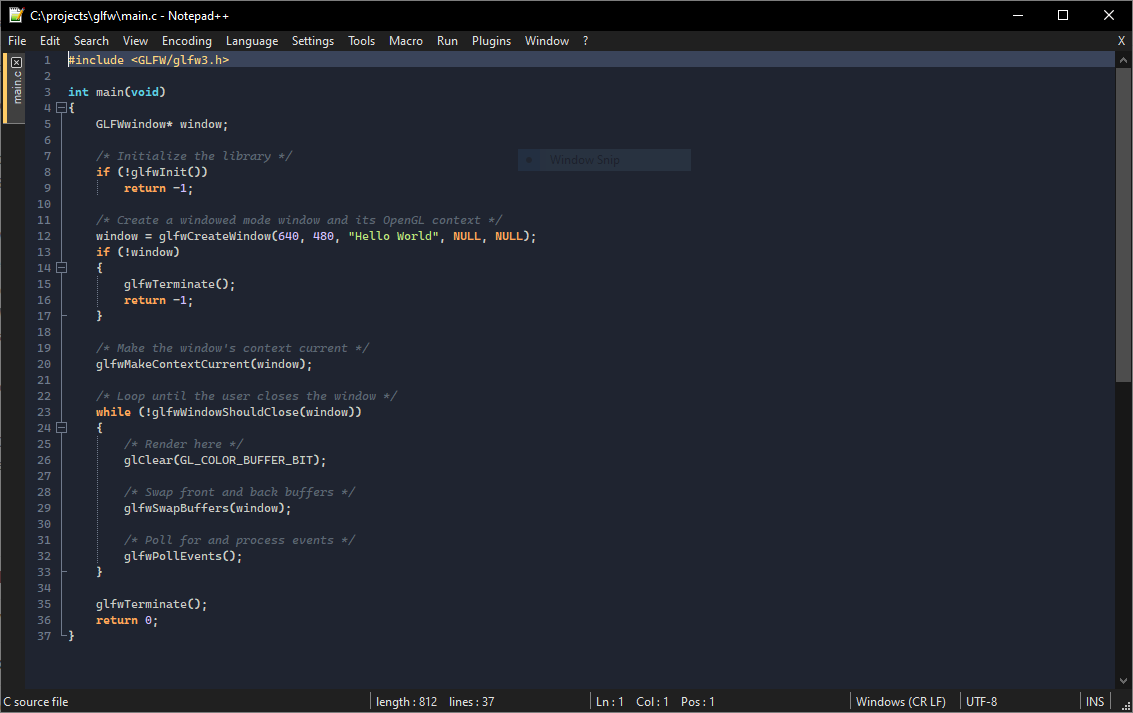 C:\projects\glfw\main.c - Notepad++
File Edit Search View Encoding Language Settings Tools Macro Run Plugins Window ? X
main.c
1 #include <GLFW/glfw3.h>
2
3 int main(void)
4 {
5     GLFWwindow* window;
6
7     /* Initialize the library */
8     if (!glfwInit())
9         return -1;
10
11     /* Create a windowed mode window and its OpenGL context */
12     window = glfwCreateWindow(640, 480, "Hello World", NULL, NULL);
13     if (!window)
14     {
15         glfwTerminate();
16         return -1;
17     }
18
19     /* Make the window's context current */
20     glfwMakeContextCurrent(window);
21
22     /* Loop until the user closes the window */
23     while (!glfwWindowShouldClose(window))
24     {
25         /* Render here */
26         glClear(GL_COLOR_BUFFER_BIT);
27
28         /* Swap front and back buffers */
29         glfwSwapBuffers(window);
30
31         /* Poll for and process events */
32         glfwPollEvents();
33     }
34
35     glfwTerminate();
36     return 0;
37 }
Window Snip
C source file length : 812 lines : 37 Ln : 1 Col : 1 Pos : 1 Windows (CR LF) UTF-8 INS